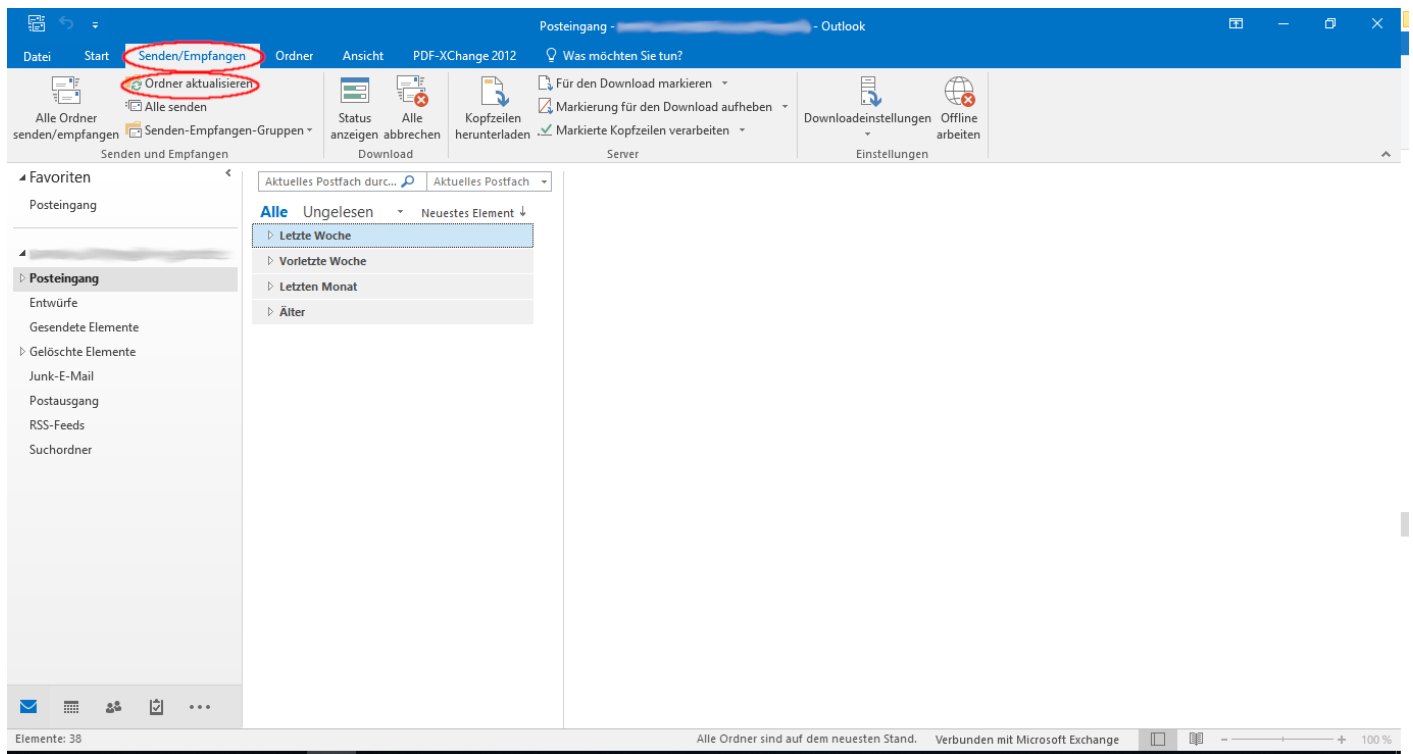 Posteingang - - Outlook
Datei Start Senden/Empfangen Ordner Ansicht PDF-XChange 2012 Was möchten Sie tun?
Alle Ordner senden/empfangen
Ordner aktualisieren
Alle senden
Senden-Empfangen-Gruppen
Senden und Empfangen
Status anzeigen
Alle abbrechen
Download
Kopfzeilen herunterladen
Für den Download markieren
Markierung für den Download aufheben
Markierte Kopfzeilen verarbeiten
Server
Downloadeinstellungen
Offline arbeiten
Einstellungen
Favoriten
Posteingang
Posteingang
Entwürfe
Gesendete Elemente
Gelöschte Elemente
Junk-E-Mail
Postausgang
RSS-Feeds
Suchordner
Aktuelles Postfach durc... Aktuelles Postfach
Alle Ungelesen Neuestes Element
Letzte Woche
Vorletzte Woche
Letzten Monat
Älter
Elemente: 38 Alle Ordner sind auf dem neuesten Stand. Verbunden mit Microsoft Exchange 100 %